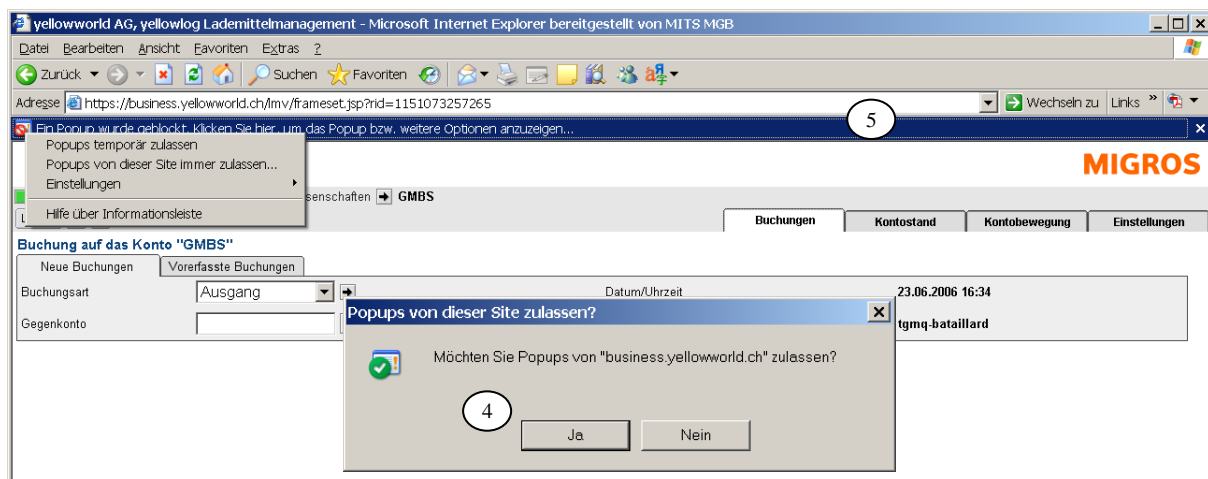 yellowworld AG, yellowlog Lademittelmanagement - Microsoft Internet Explorer bereitgestellt von MITS MGB
Datei Bearbeiten Ansicht Favoriten Extras ?
Zurück Suchen Favoriten
Adresse https://business.yellowworld.ch/lmv/frameset.jsp?rid=1151073257265 Wechseln zu Links »
Ein Popup wurde geblockt. Klicken Sie hier, um das Popup bzw. weitere Optionen anzuzeigen...
5
Popups temporär zulassen
Popups von dieser Site immer zulassen...
Einstellungen
Hilfe über Informationsleiste
MIGROS
senschaften GMBS
Buchungen Kontostand Kontobewegung Einstellungen
Buchung auf das Konto "GMBS"
Neue Buchungen Vorerfasste Buchungen
Buchungsart Ausgang Datum/Uhrzeit 23.06.2006 16:34
Gegenkonto tgmq-bataillard
Popups von dieser Site zulassen?
Möchten Sie Popups von "business.yellowworld.ch" zulassen?
4
Ja Nein